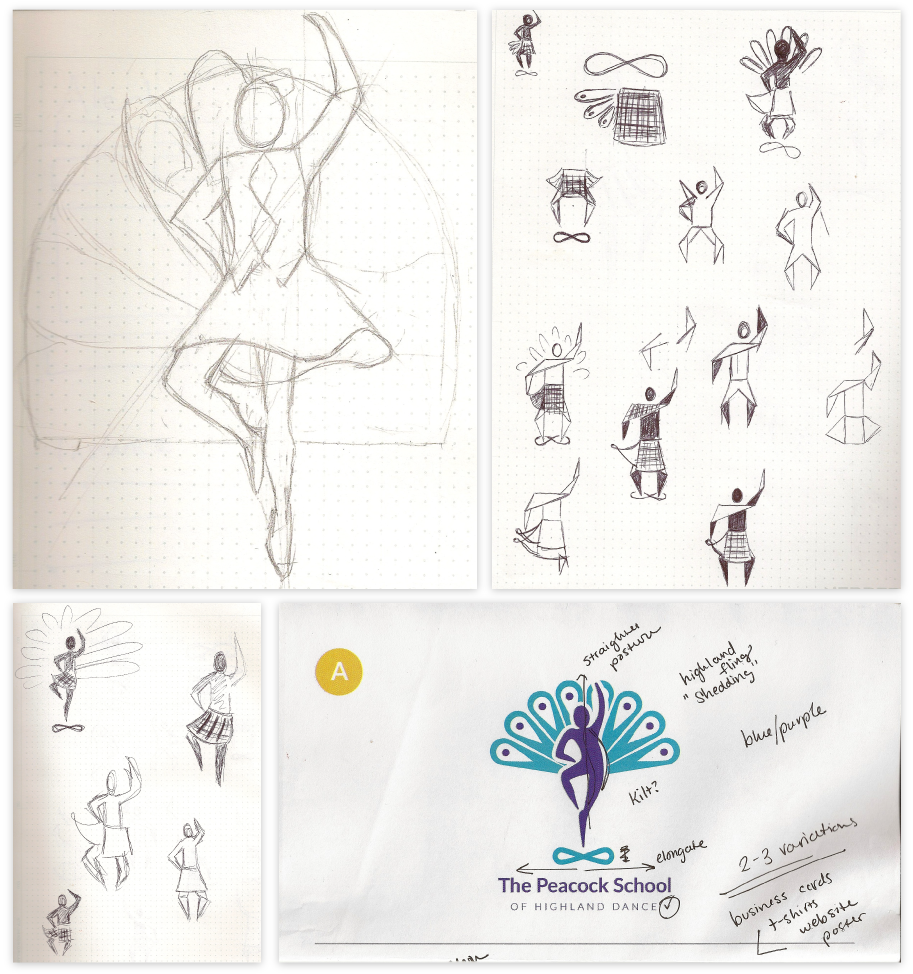 A
straighter
posture
highland
fling
"shedding"
blue/purple
Kilt?
elongate
The Peacock School
OF HIGHLAND DANCE
2-3 variations
business cards
t-shirts
website
poster